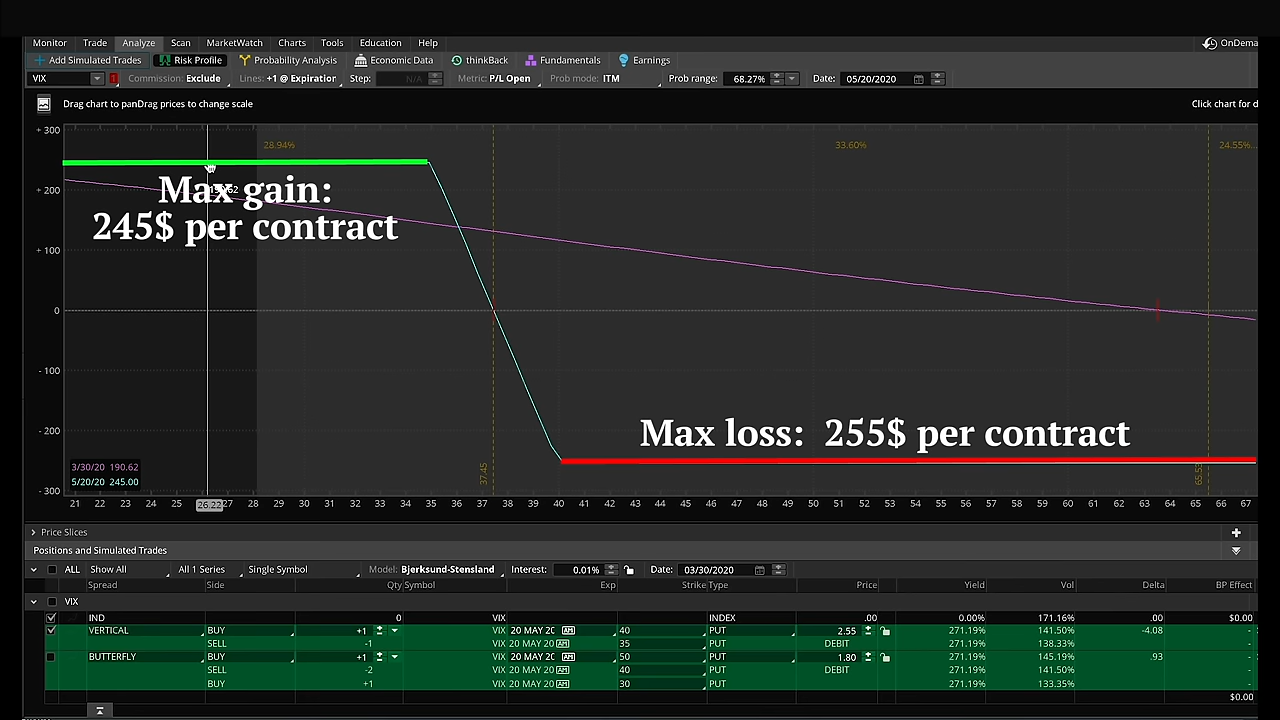 Monitor Trade Analyze Scan MarketWatch Charts Tools Education Help OnDema
Add Simulated Trades Risk Profile Probability Analysis Economic Data thinkBack Fundamentals Earnings
VIX 1 Commission: Exclude Lines: +1 @ Expiration Step: N/A Metric: P/L Open Prob mode: ITM Prob range: 68.27% Date: 05/20/2020
Drag chart to panDrag prices to change scale Click chart for d
+ 300
28.94% 33.60% 24.55%...
+ 200
Max gain:
245$ per contract
+ 100
0
- 100
- 200
Max loss: 255$ per contract
3/30/20 190.62
5/20/20 245.00
37.45
- 300
21 22 23 24 25 26.22 27 28 29 30 31 32 33 34 35 36 37 38 39 40 41 42 43 44 45 46 47 48 49 50 51 52 53 54 55 56 57 58 59 60 61 62 63 64 65 66 67
Price Slices
Positions and Simulated Trades
ALL Show All All 1 Series Single Symbol Model: Bjerksund-Stensland Interest: 0.01% Date: 03/30/2020
Spread Side Qty Symbol Exp Strike Type Price Yield Vol Delta BP Effect
VIX
IND 0 VIX INDEX .00 0.00% 171.16% .00 $0.00
VERTICAL BUY +1 VIX 20 MAY 20 AM 40 PUT 2.55 271.19% 141.50% -4.08 -
SELL -1 VIX 20 MAY 20 AM 35 PUT DEBIT 271.19% 138.33%
BUTTERFLY BUY +1 VIX 20 MAY 20 AM 50 PUT 1.80 271.19% 145.19% .93 -
SELL -2 VIX 20 MAY 20 AM 40 PUT DEBIT 271.19% 141.50% -
BUY +1 VIX 20 MAY 20 AM 30 PUT 271.19% 133.35% -
$0.00